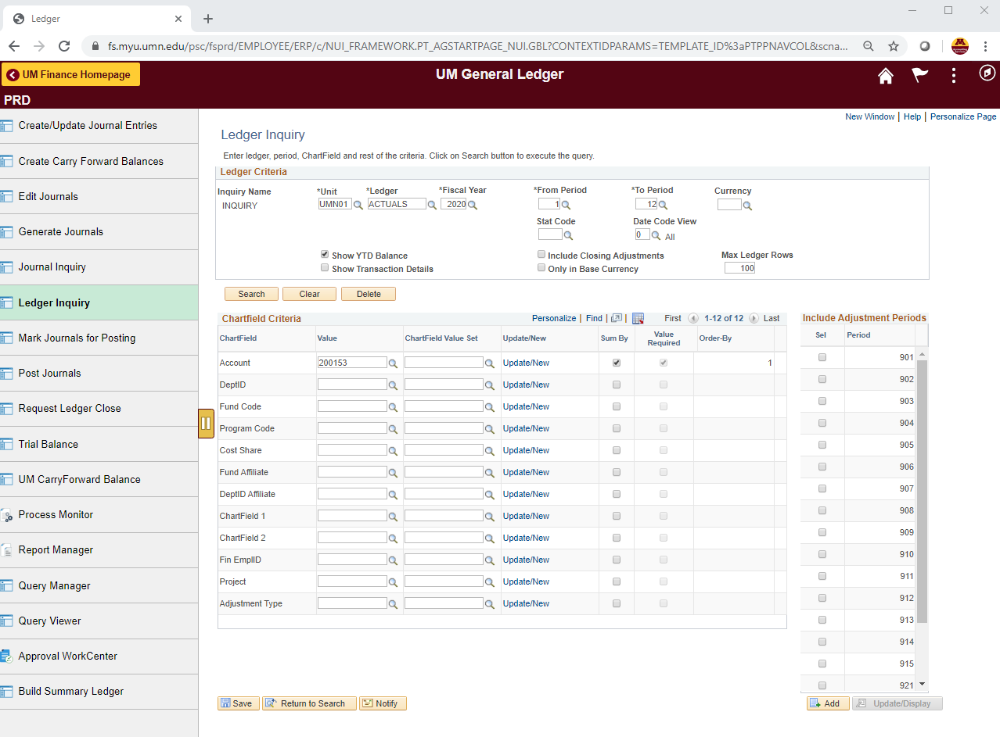 Ledger
fs.myu.umn.edu/psc/fsprd/EMPLOYEE/ERP/c/NUI_FRAMEWORK.PT_AGSTARTPAGE_NUI.GBL?CONTEXTIDPARAMS=TEMPLATE_ID%3aPTPPNAVCOL&scna...
UM Finance Homepage
UM General Ledger
PRD
Create/Update Journal Entries
Create Carry Forward Balances
Edit Journals
Generate Journals
Journal Inquiry
Ledger Inquiry
Mark Journals for Posting
Post Journals
Request Ledger Close
Trial Balance
UM CarryForward Balance
Process Monitor
Report Manager
Query Manager
Query Viewer
Approval WorkCenter
Build Summary Ledger
New Window | Help | Personalize Page
Ledger Inquiry
Enter ledger, period, ChartField and rest of the criteria. Click on Search button to execute the query.
Ledger Criteria
Inquiry Name *Unit *Ledger *Fiscal Year *From Period *To Period Currency
INQUIRY UMN01 ACTUALS 2020 1 12
Stat Code Date Code View
0 All
Show YTD Balance Include Closing Adjustments Max Ledger Rows
Show Transaction Details Only in Base Currency 100
Search Clear Delete
Chartfield Criteria Personalize | Find | | First 1-12 of 12 Last
ChartField Value ChartField Value Set Update/New Sum By Value Required Order-By
Account 200153 Update/New 1
DeptID Update/New
Fund Code Update/New
Program Code Update/New
Cost Share Update/New
Fund Affiliate Update/New
DeptID Affiliate Update/New
ChartField 1 Update/New
ChartField 2 Update/New
Fin EmplID Update/New
Project Update/New
Adjustment Type Update/New
Include Adjustment Periods
Sel Period
901
902
903
904
905
906
907
908
909
910
911
912
913
914
915
921
Save Return to Search Notify
Add Update/Display